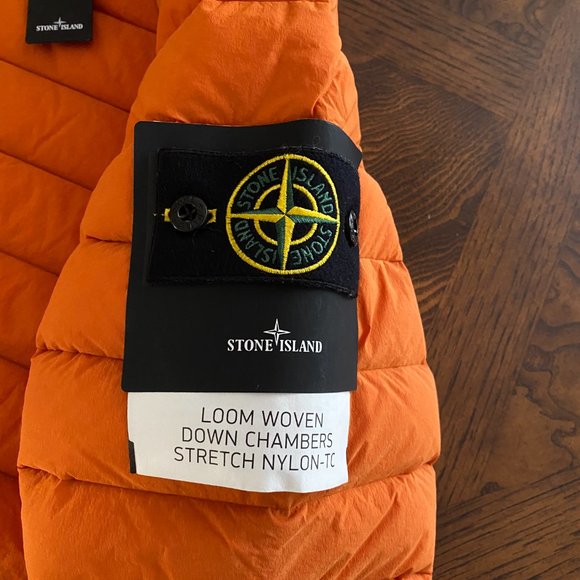 STONE ISLAND
STONE ISLAND
STONE ISLAND
STONE ISLAND
LOOM WOVEN
DOWN CHAMBERS
STRETCH NYLON-TC